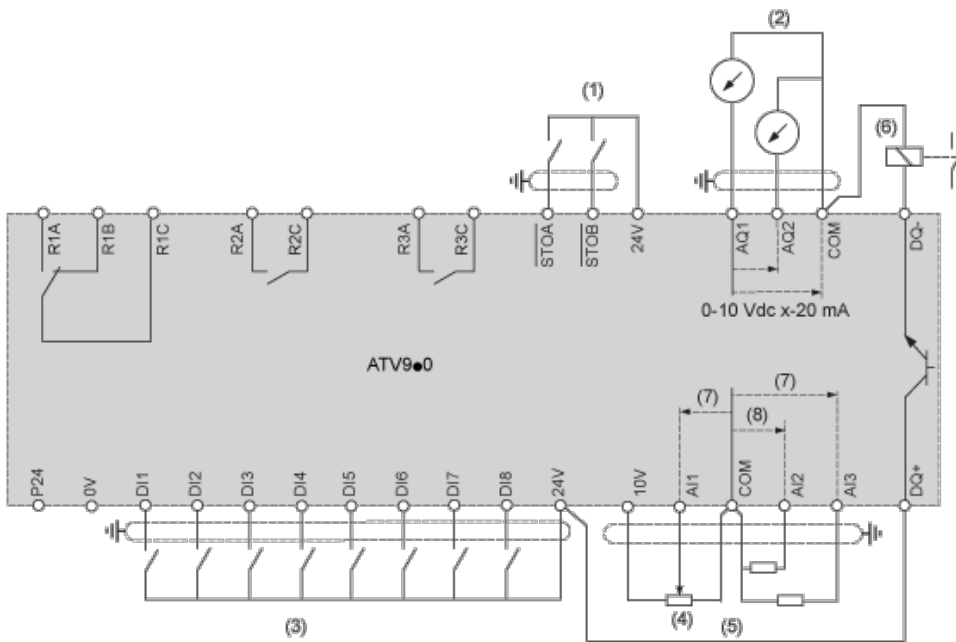 (2)
(1)
(6)
R1A R1B R1C R2A R2C R3A R3C STOA STOB 24V AQ1 AQ2 COM DQ-
0-10 Vdc x-20 mA
ATV9●0
(7) (7)
(8)
P24 0V DI1 DI2 DI3 DI4 DI5 DI6 DI7 DI8 24V 10V AI1 COM AI2 AI3 DQ+
(3) (4) (5)